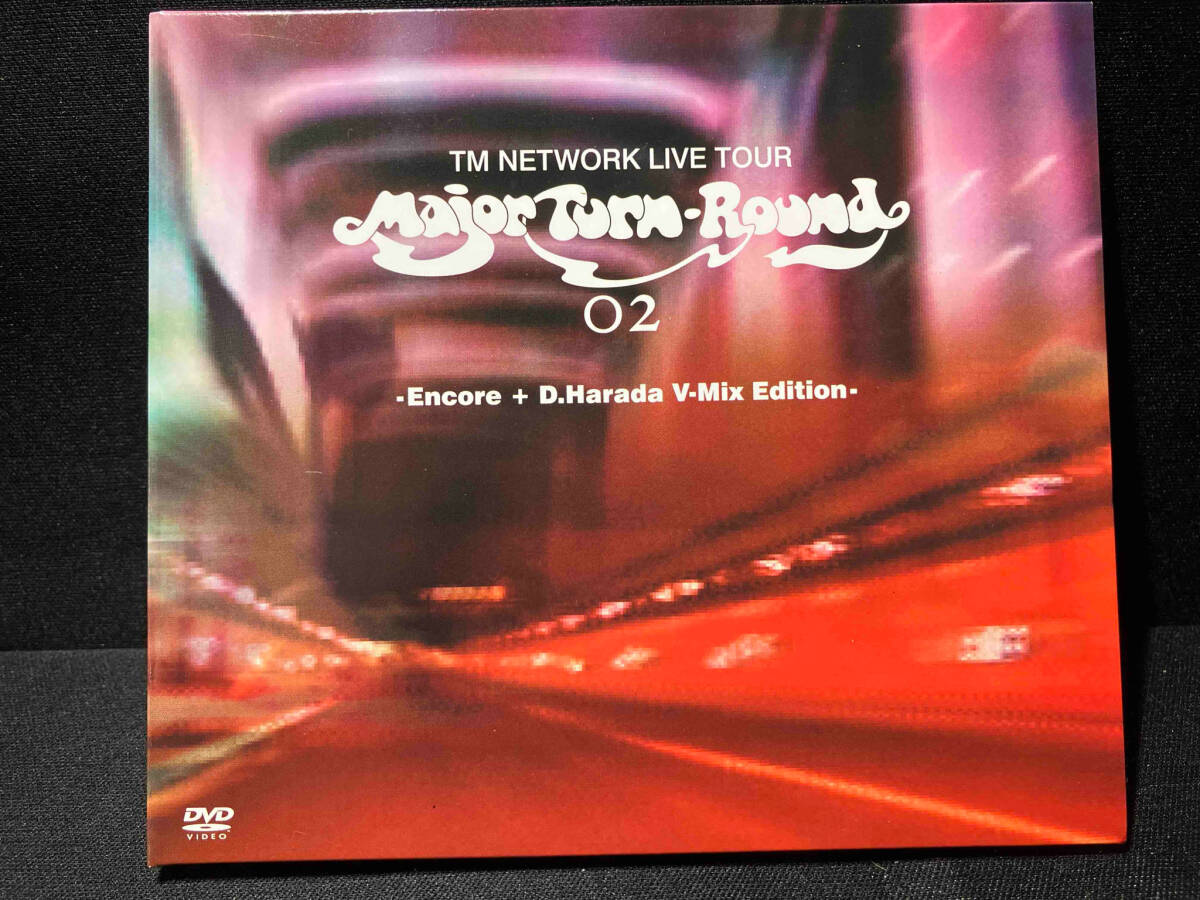 TM NETWORK LIVE TOUR
Major Turn-Round
02
-Encore + D.Harada V-Mix Edition-
DVD
VIDEO